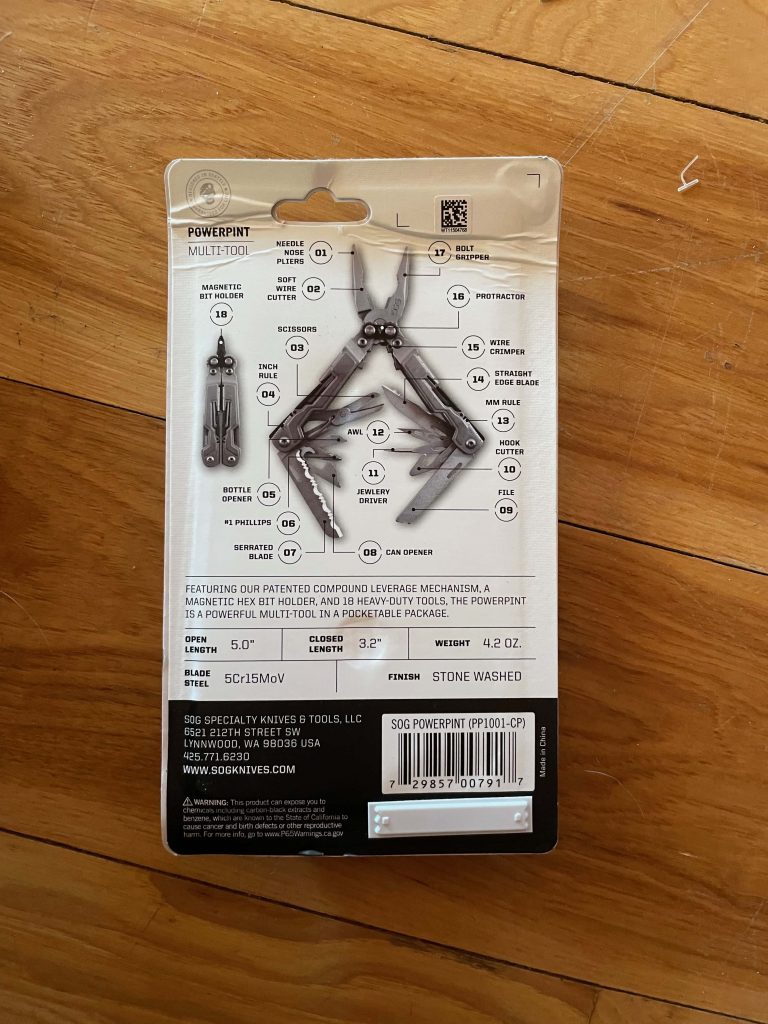 POWERPINT
MULTI-TOOL
WT11504768
NEEDLE
NOSE
PLIERS
01
17
BOLT
GRIPPER
SOFT
WIRE
CUTTER
02
16
PROTRACTOR
MAGNETIC
BIT HOLDER
18
SCISSORS
03
15
WIRE
CRIMPER
INCH
RULE
04
14
STRAIGHT
EDGE BLADE
MM RULE
13
AWL
12
HOOK
CUTTER
10
11
JEWLERY
DRIVER
BOTTLE
OPENER
05
FILE
09
#1 PHILLIPS
06
SERRATED
BLADE
07
08
CAN OPENER
SOG
FEATURING OUR PATENTED COMPOUND LEVERAGE MECHANISM, A
MAGNETIC HEX BIT HOLDER, AND 18 HEAVY-DUTY TOOLS, THE POWERPINT
IS A POWERFUL MULTI-TOOL IN A POCKETABLE PACKAGE.
OPEN
LENGTH
5.0"
CLOSED
LENGTH
3.2"
WEIGHT 4.2 OZ.
BLADE
STEEL
5Cr15MoV
FINISH STONE WASHED
SOG SPECIALTY KNIVES & TOOLS, LLC
6521 212TH STREET SW
LYNNWOOD, WA 98036 USA
425.771.6230
WWW.SOGKNIVES.COM
SOG POWERPINT (PP1001-CP)
7 29857 00791 7
Made in China
⚠ WARNING: This product can expose you to
chemicals including carbon-black extracts and
benzene, which are known to the State of California to
cause cancer and birth defects or other reproductive
harm. For more info, go to www.P65Warnings.ca.gov